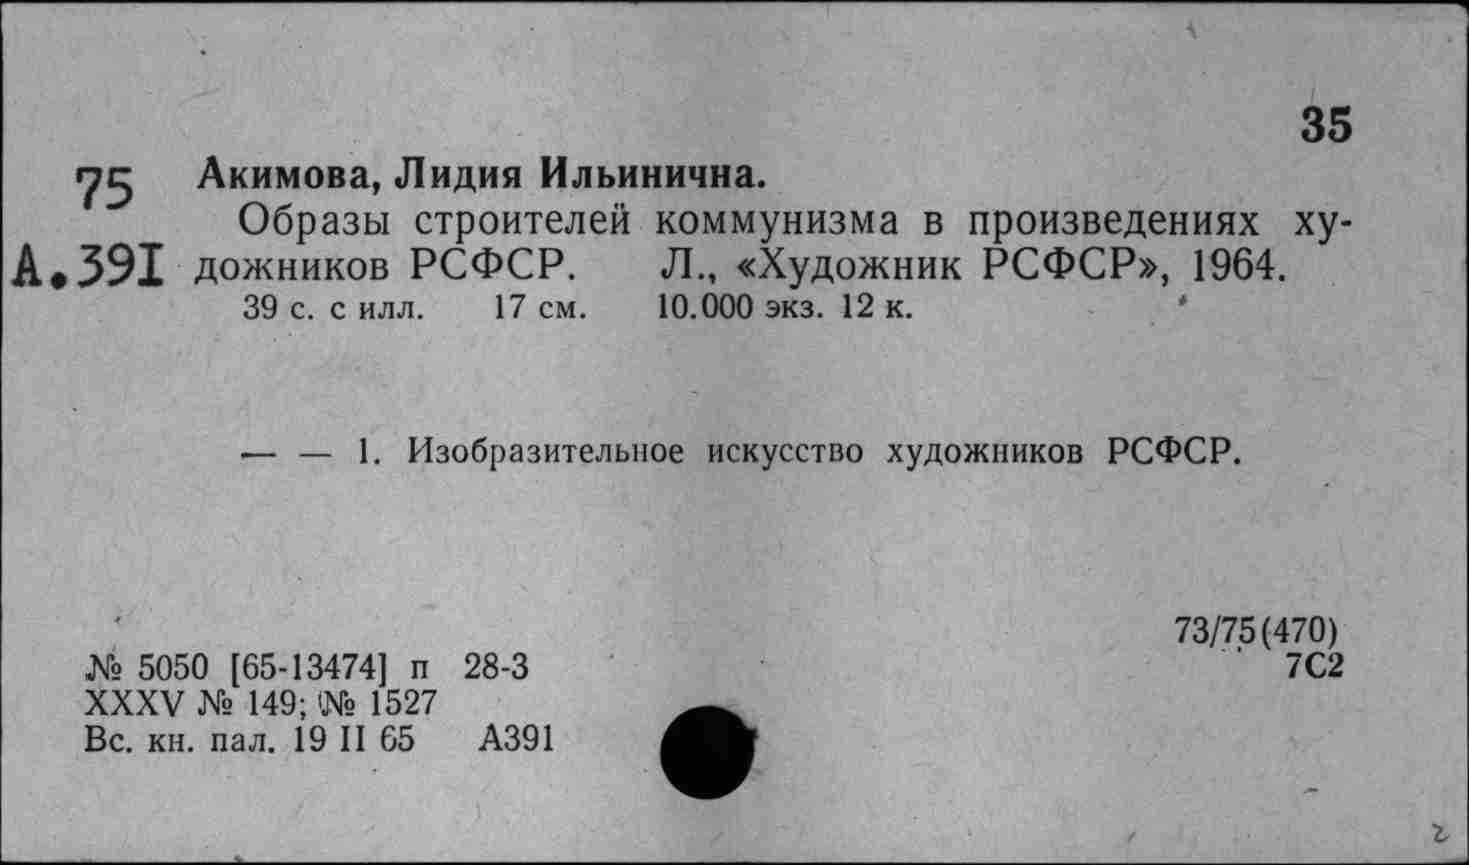 35
75 Акимова, Лидия Ильинична.
Образы строителей коммунизма в произведениях ху-
А.391 дожников РСФСР. Л., «Художник РСФСР», 1964.
39 с. с илл. 17 см. 10.000 экз. 12 к.
— — 1. Изобразительное искусство художников РСФСР.
73/75(470)
№ 5050 [65-13474] п 28-3 7С2
XXXV № 149; № 1527
Вс. кн. пал. 19 II 65 А391